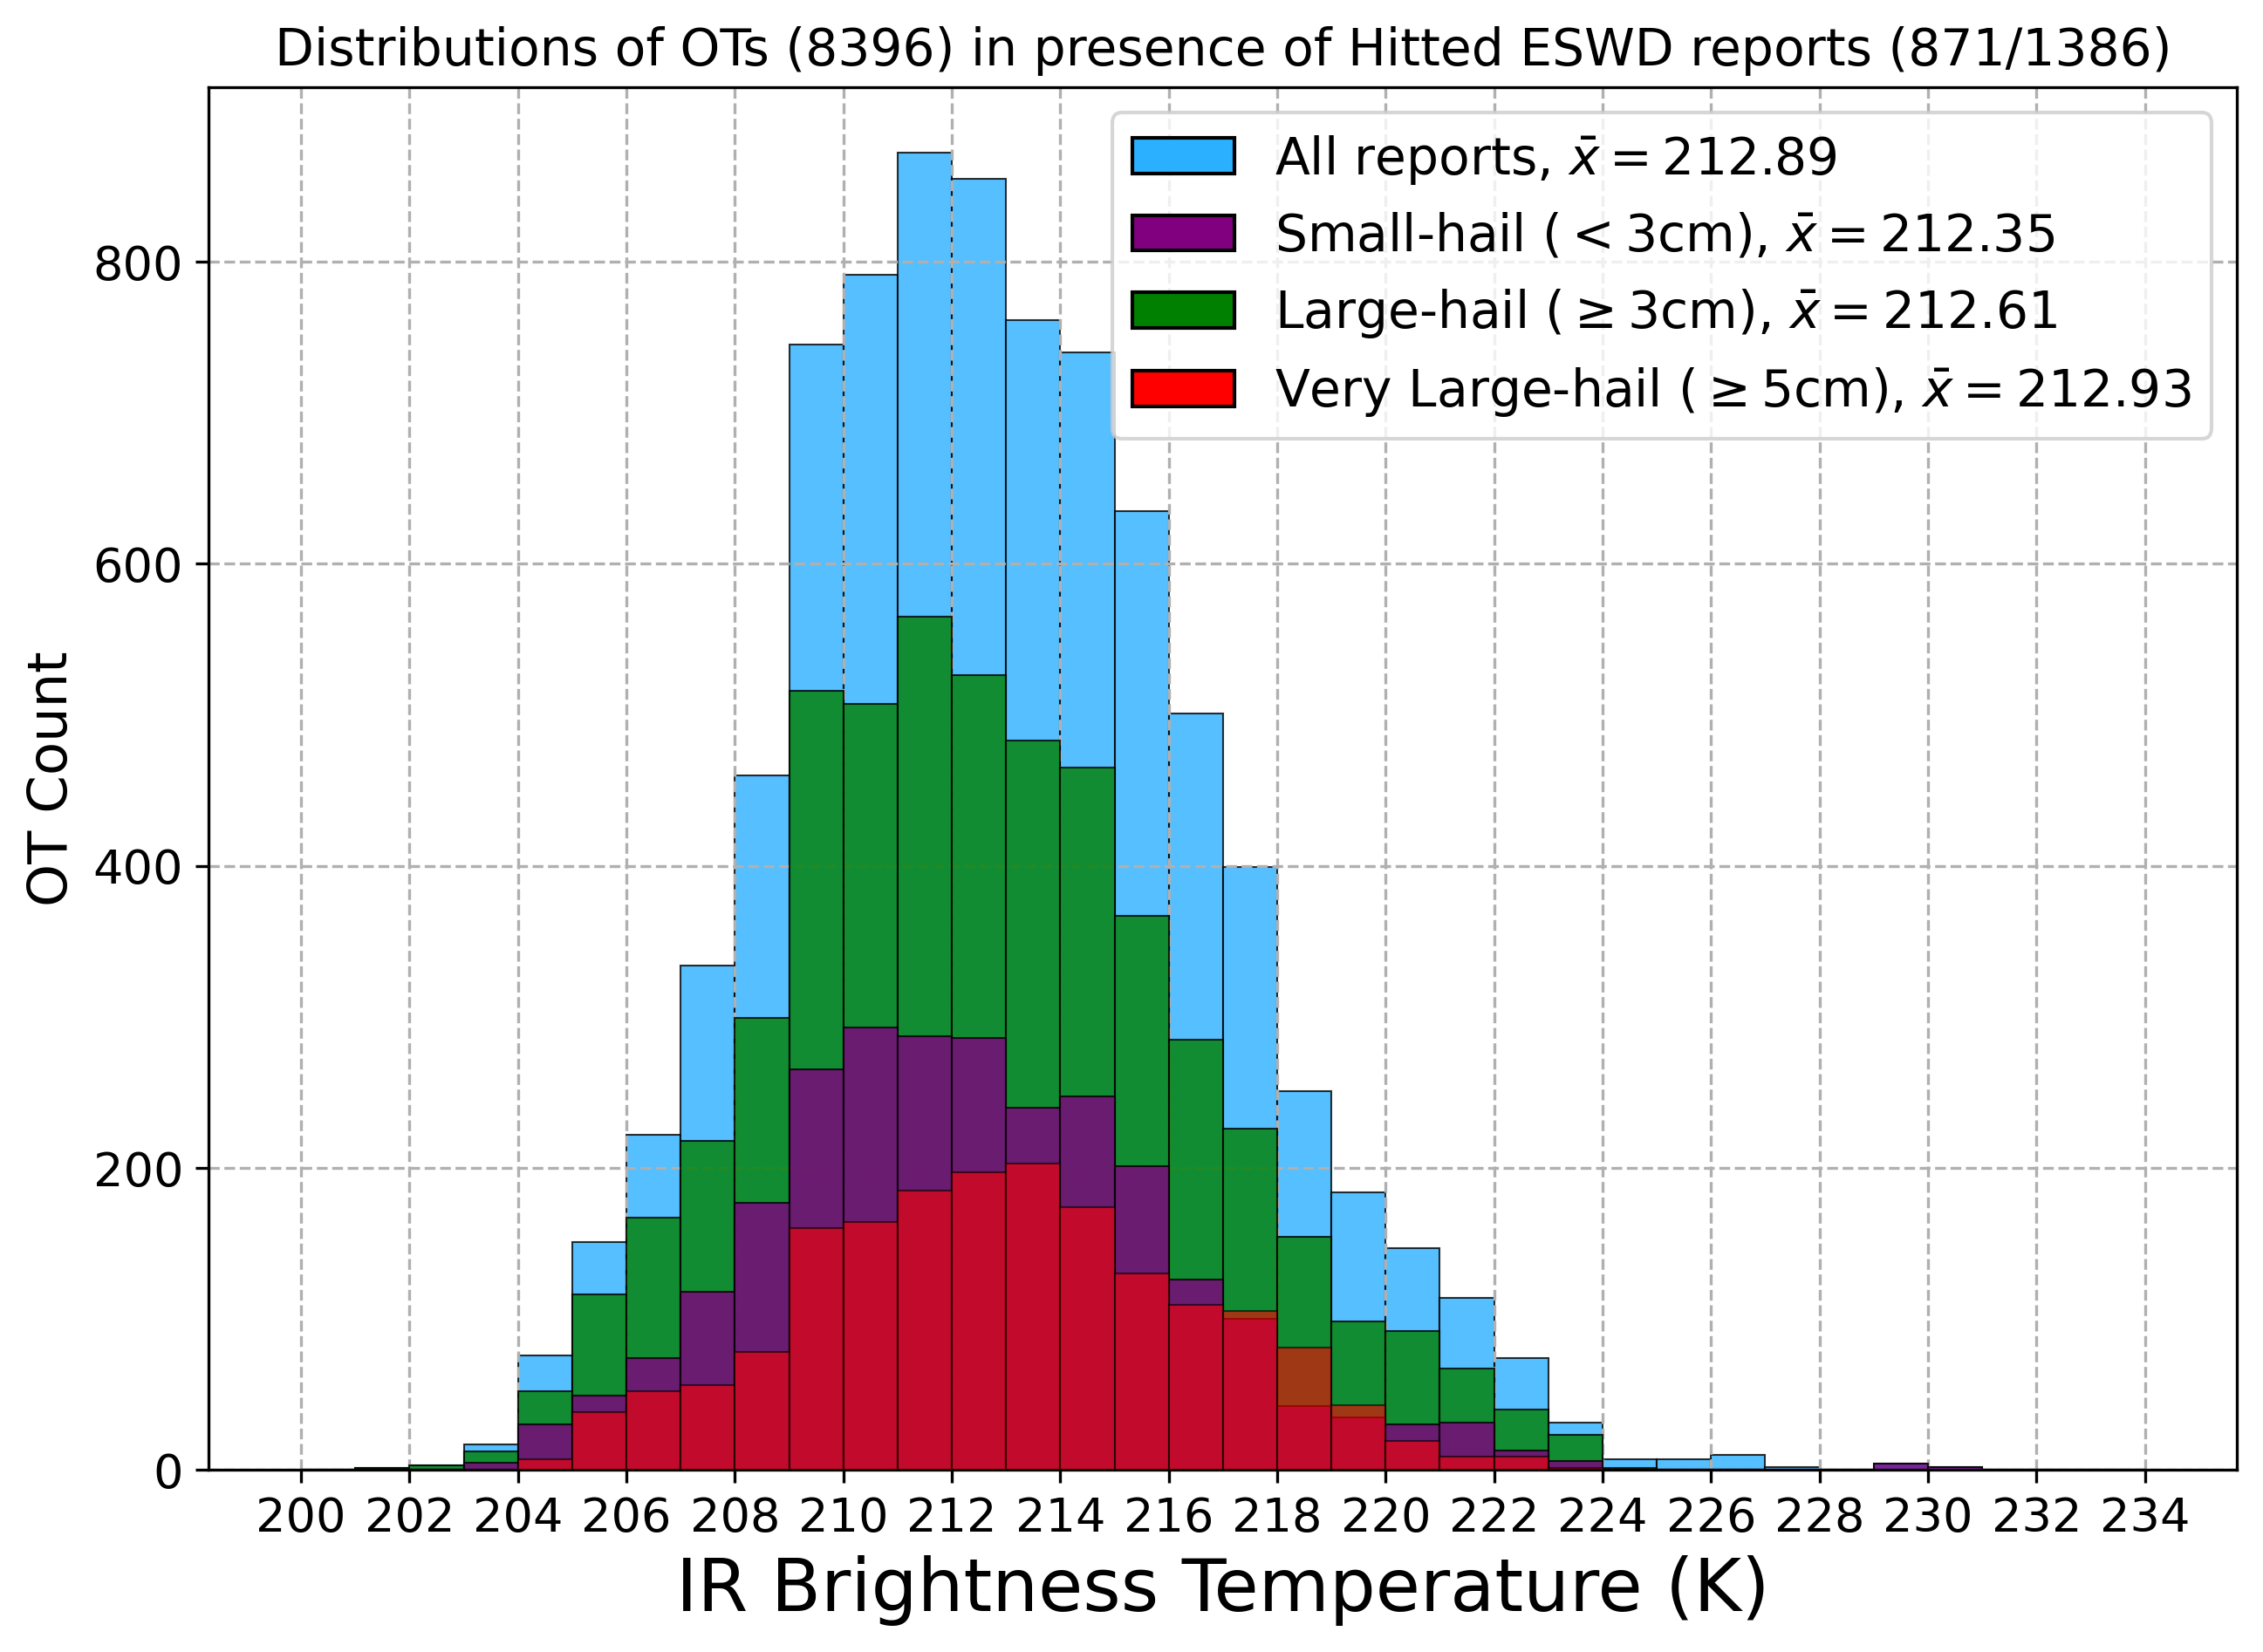 Distributions of OTs (8396) in presence of Hitted ESWD reports (871/1386)
All reports, x̄ = 212.89
Small-hail (< 3cm), x̄ = 212.35
Large-hail (≥ 3cm), x̄ = 212.61
Very Large-hail (≥ 5cm), x̄ = 212.93
OT Count
800
600
400
200
0
200 202 204 206 208 210 212 214 216 218 220 222 224 226 228 230 232 234
IR Brightness Temperature (K)